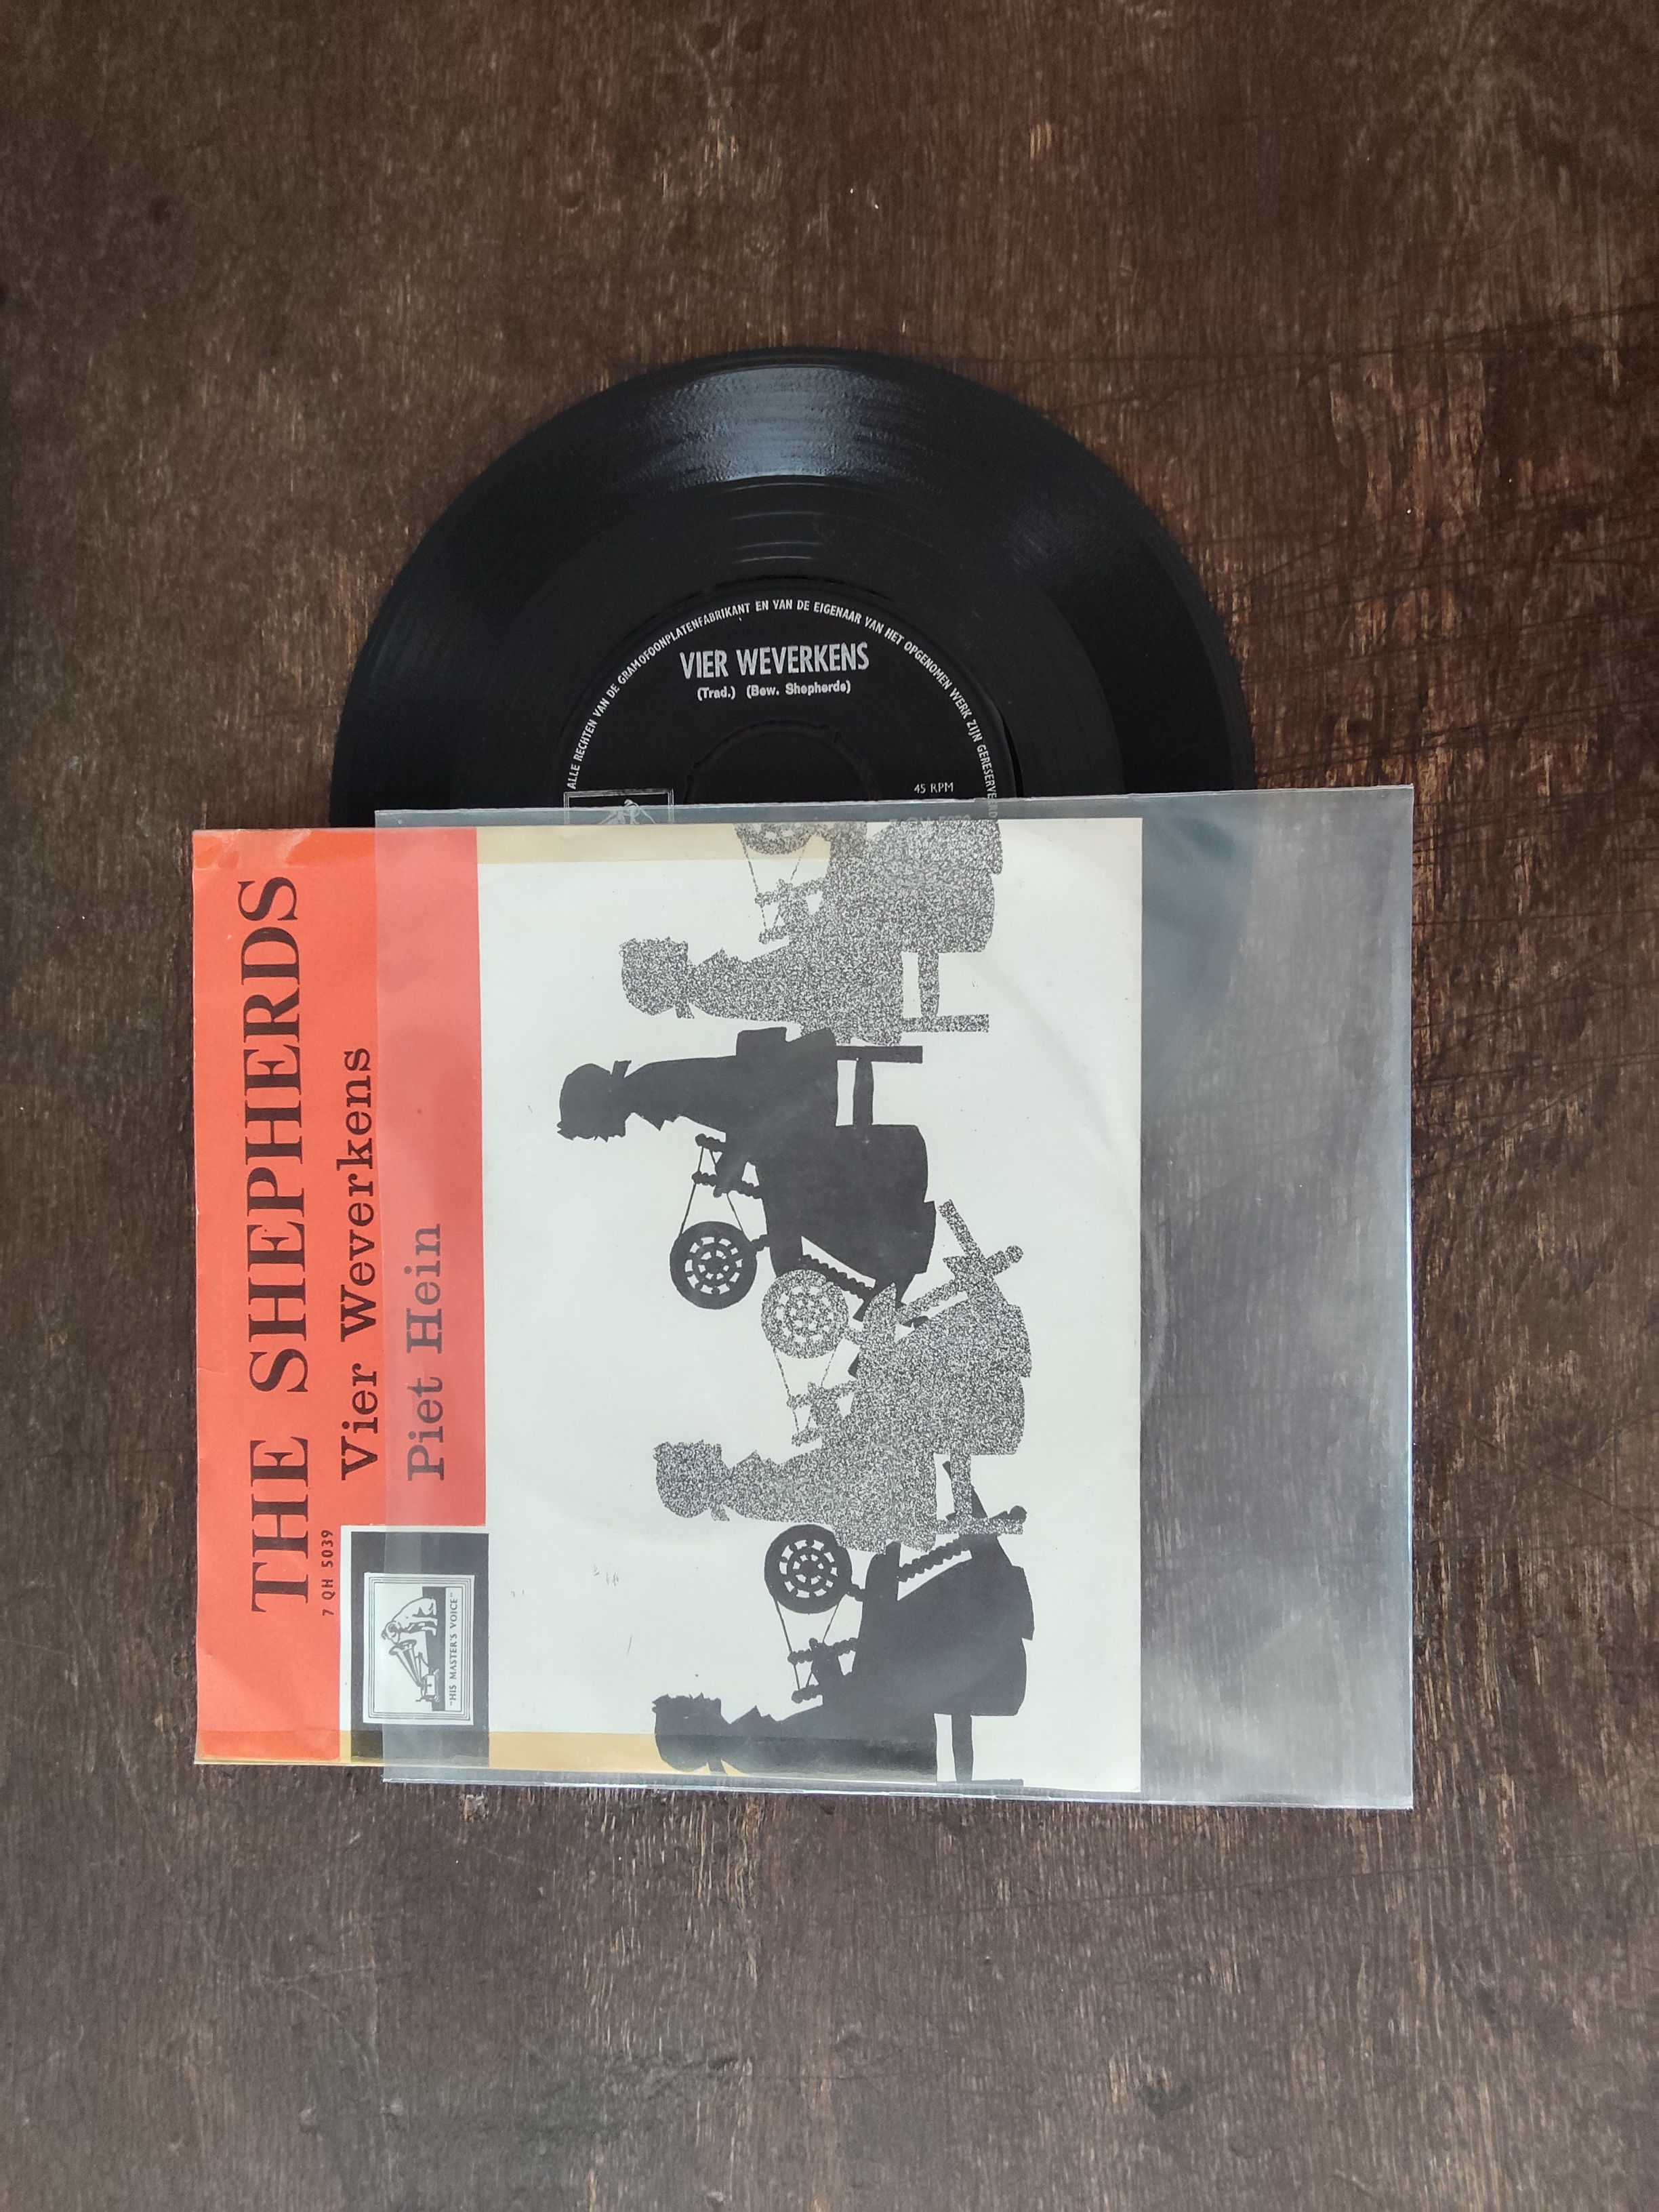 ALLE RECHTEN VAN DE GRAMOFOONPLATENFABRIKANT EN VAN DE EIGENAAR VAN HET OPGENOMEN WERK ZIJN GERESERVEERD
VIER WEVERKENS
(Trad.) (Bew. Shepherds)
45 RPM
THE SHEPHERDS
7 QH 5039
Vier Weverkens
Piet Hein
"HIS MASTER'S VOICE"